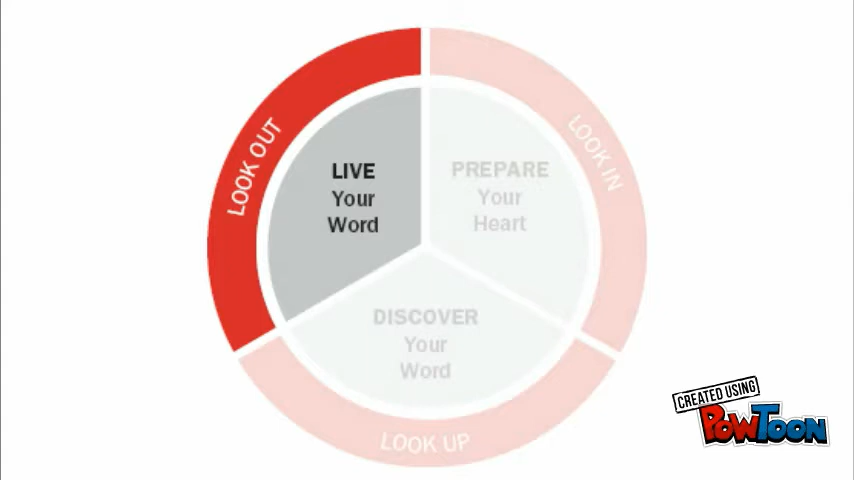 LOOK OUT
LIVE
Your
Word
LOOK IN
PREPARE
Your
Heart
DISCOVER
Your
Word
LOOK UP
CREATED USING
POWTOON